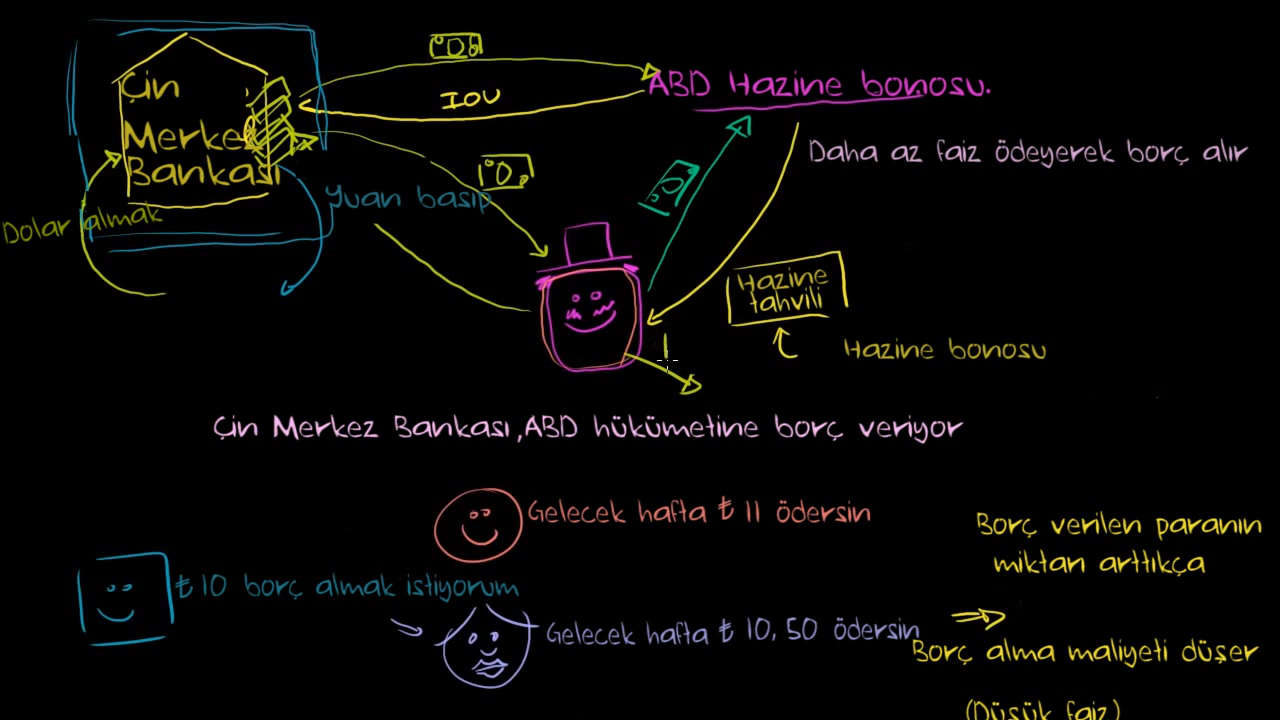 Çin
Merkez
Bankası
IOU
ABD Hazine bonosu.
Daha az faiz ödeyerek borç alır
Yuan basıp
Dolar almak
Hazine
tahvili
Hazine bonosu
Çin Merkez Bankası,ABD hükümetine borç veriyor
Gelecek hafta ₺ 11 ödersin
₺ 10 borç almak istiyorum
Gelecek hafta ₺ 10,50 ödersin
Borç verilen paranın
miktarı arttıkça
Borç alma maliyeti düşer
(Düşük faiz)